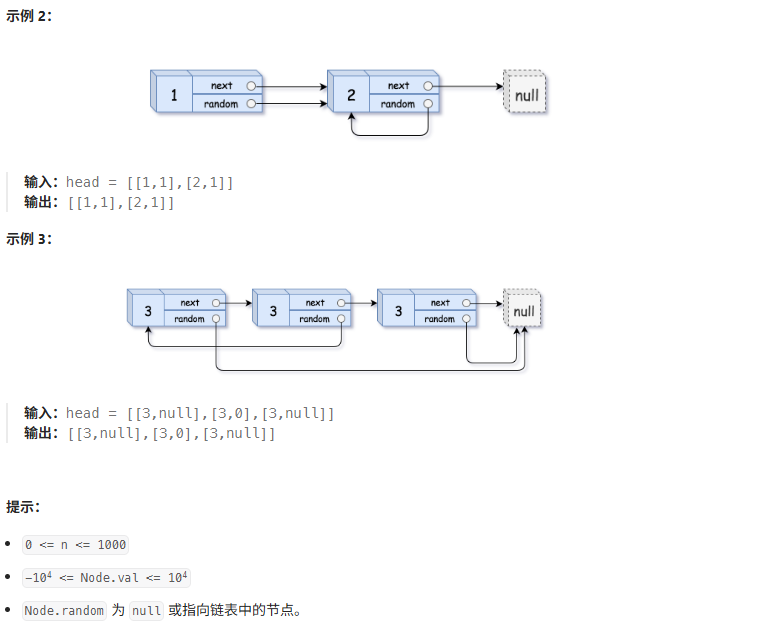 示例 2：
1 next random 2 next random null
输入：head = [[1,1],[2,1]]
输出：[[1,1],[2,1]]
示例 3：
3 next random 3 next random 3 next random null
输入：head = [[3,null],[3,0],[3,null]]
输出：[[3,null],[3,0],[3,null]]
提示：
0 <= n <= 1000
-10⁴ <= Node.val <= 10⁴
Node.random 为 null 或指向链表中的节点。